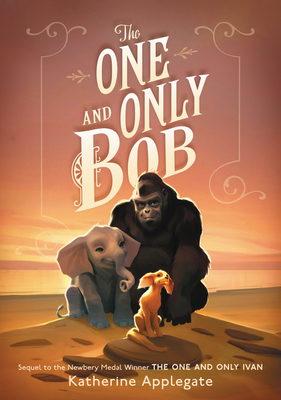 The
ONE
AND ONLY
BOB
Sequel to the Newbery Medal Winner THE ONE AND ONLY IVAN
Katherine Applegate